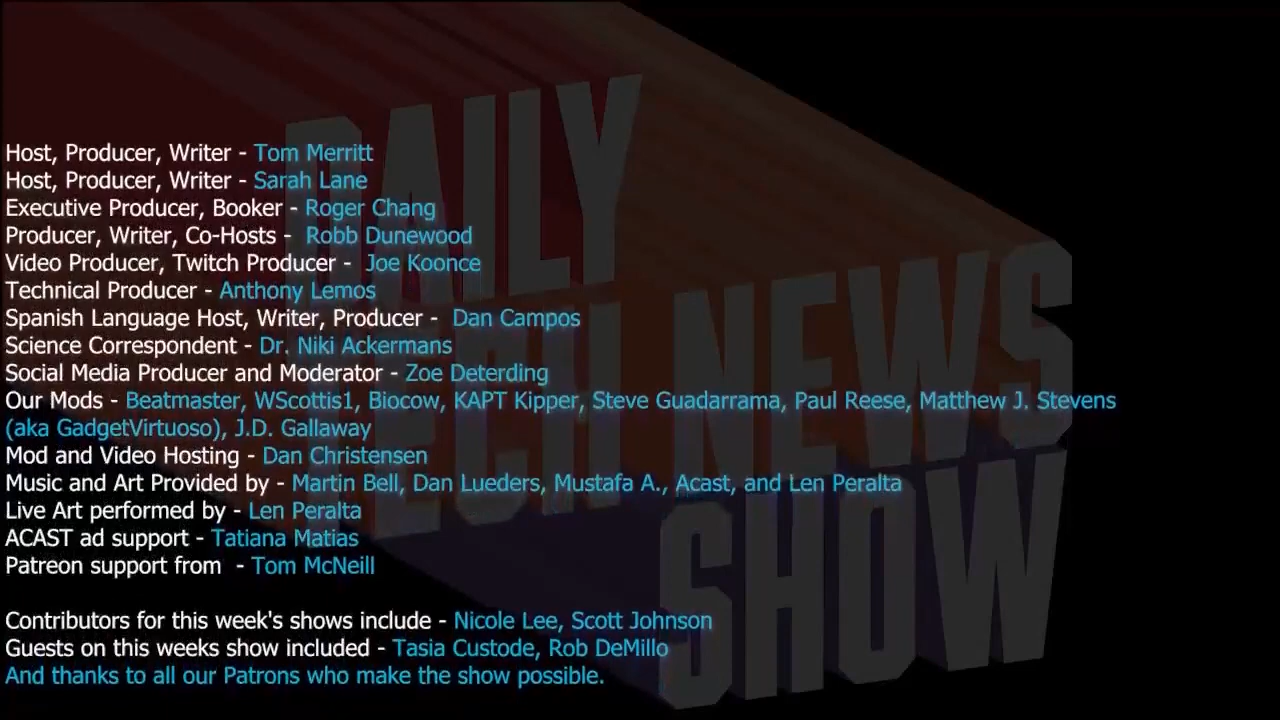 DAILY
TECH NEWS
SHOW
Host, Producer, Writer - Tom Merritt
Host, Producer, Writer - Sarah Lane
Executive Producer, Booker - Roger Chang
Producer, Writer, Co-Hosts - Robb Dunewood
Video Producer, Twitch Producer - Joe Koonce
Technical Producer - Anthony Lemos
Spanish Language Host, Writer, Producer - Dan Campos
Science Correspondent - Dr. Niki Ackermans
Social Media Producer and Moderator - Zoe Deterding
Our Mods - Beatmaster, WScottis1, Biocow, KAPT Kipper, Steve Guadarrama, Paul Reese, Matthew J. Stevens
(aka GadgetVirtuoso), J.D. Gallaway
Mod and Video Hosting - Dan Christensen
Music and Art Provided by - Martin Bell, Dan Lueders, Mustafa A., Acast, and Len Peralta
Live Art performed by - Len Peralta
ACAST ad support - Tatiana Matias
Patreon support from - Tom McNeill
Contributors for this week's shows include - Nicole Lee, Scott Johnson
Guests on this weeks show included - Tasia Custode, Rob DeMillo
And thanks to all our Patrons who make the show possible.